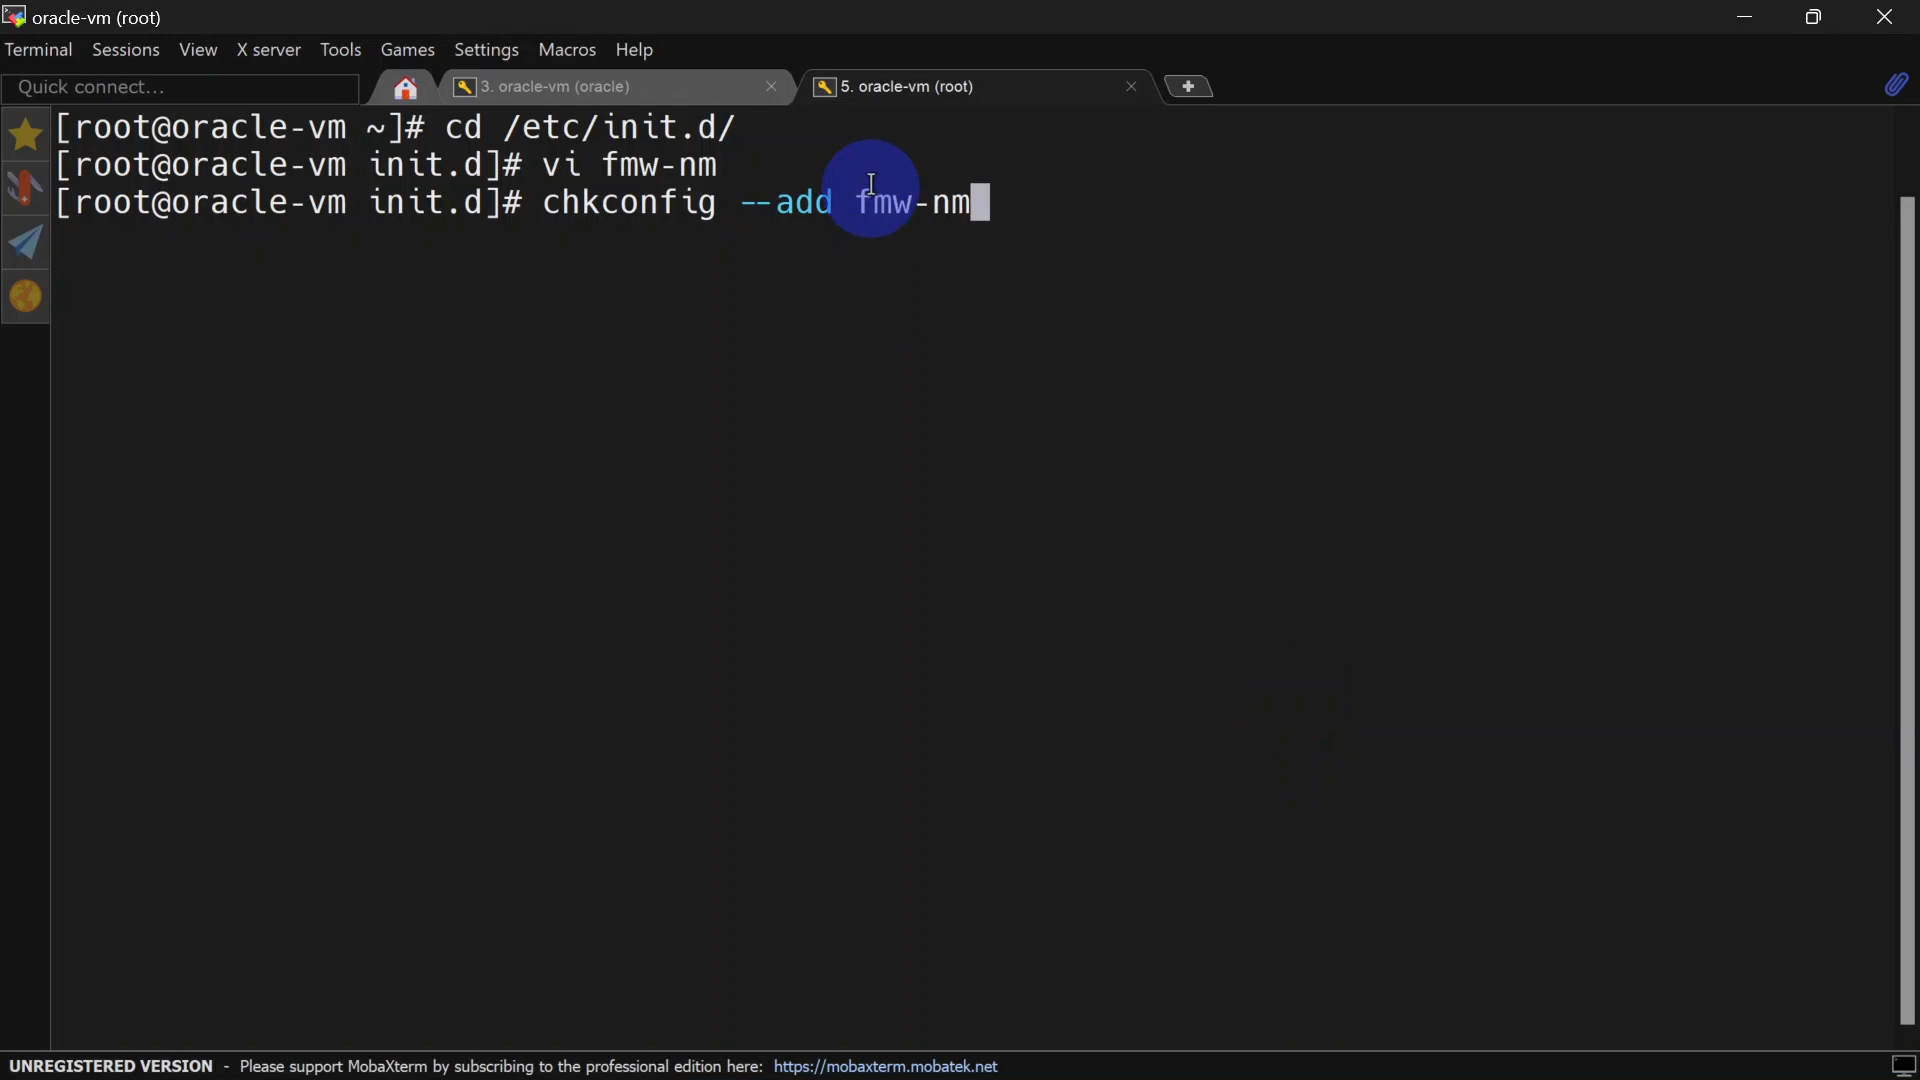 oracle-vm (root)
Terminal Sessions View X server Tools Games Settings Macros Help
Quick connect... 3. oracle-vm (oracle) 5. oracle-vm (root)
[root@oracle-vm ~]# cd /etc/init.d/
[root@oracle-vm init.d]# vi fmw-nm
[root@oracle-vm init.d]# chkconfig --add fmw-nm
UNREGISTERED VERSION - Please support MobaXterm by subscribing to the professional edition here: https://mobaxterm.mobatek.net